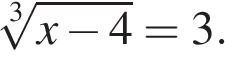 ∛(x − 4) = 3.